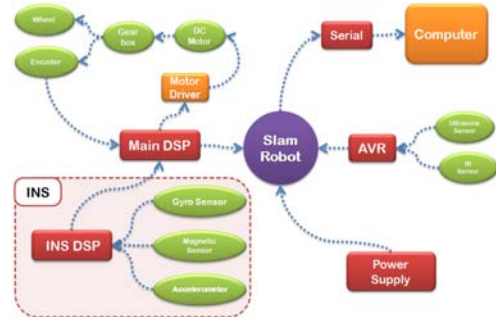 Wheel
Gear
box
DC
Motor
Encoder
Motor
Driver
Serial
Computer
Main DSP
Slam
Robot
AVR
Ultrasonic
Sensor
IR
Sensor
INS
INS DSP
Gyro Sensor
Magnetic
Sensor
Accelerometer
Power
Supply